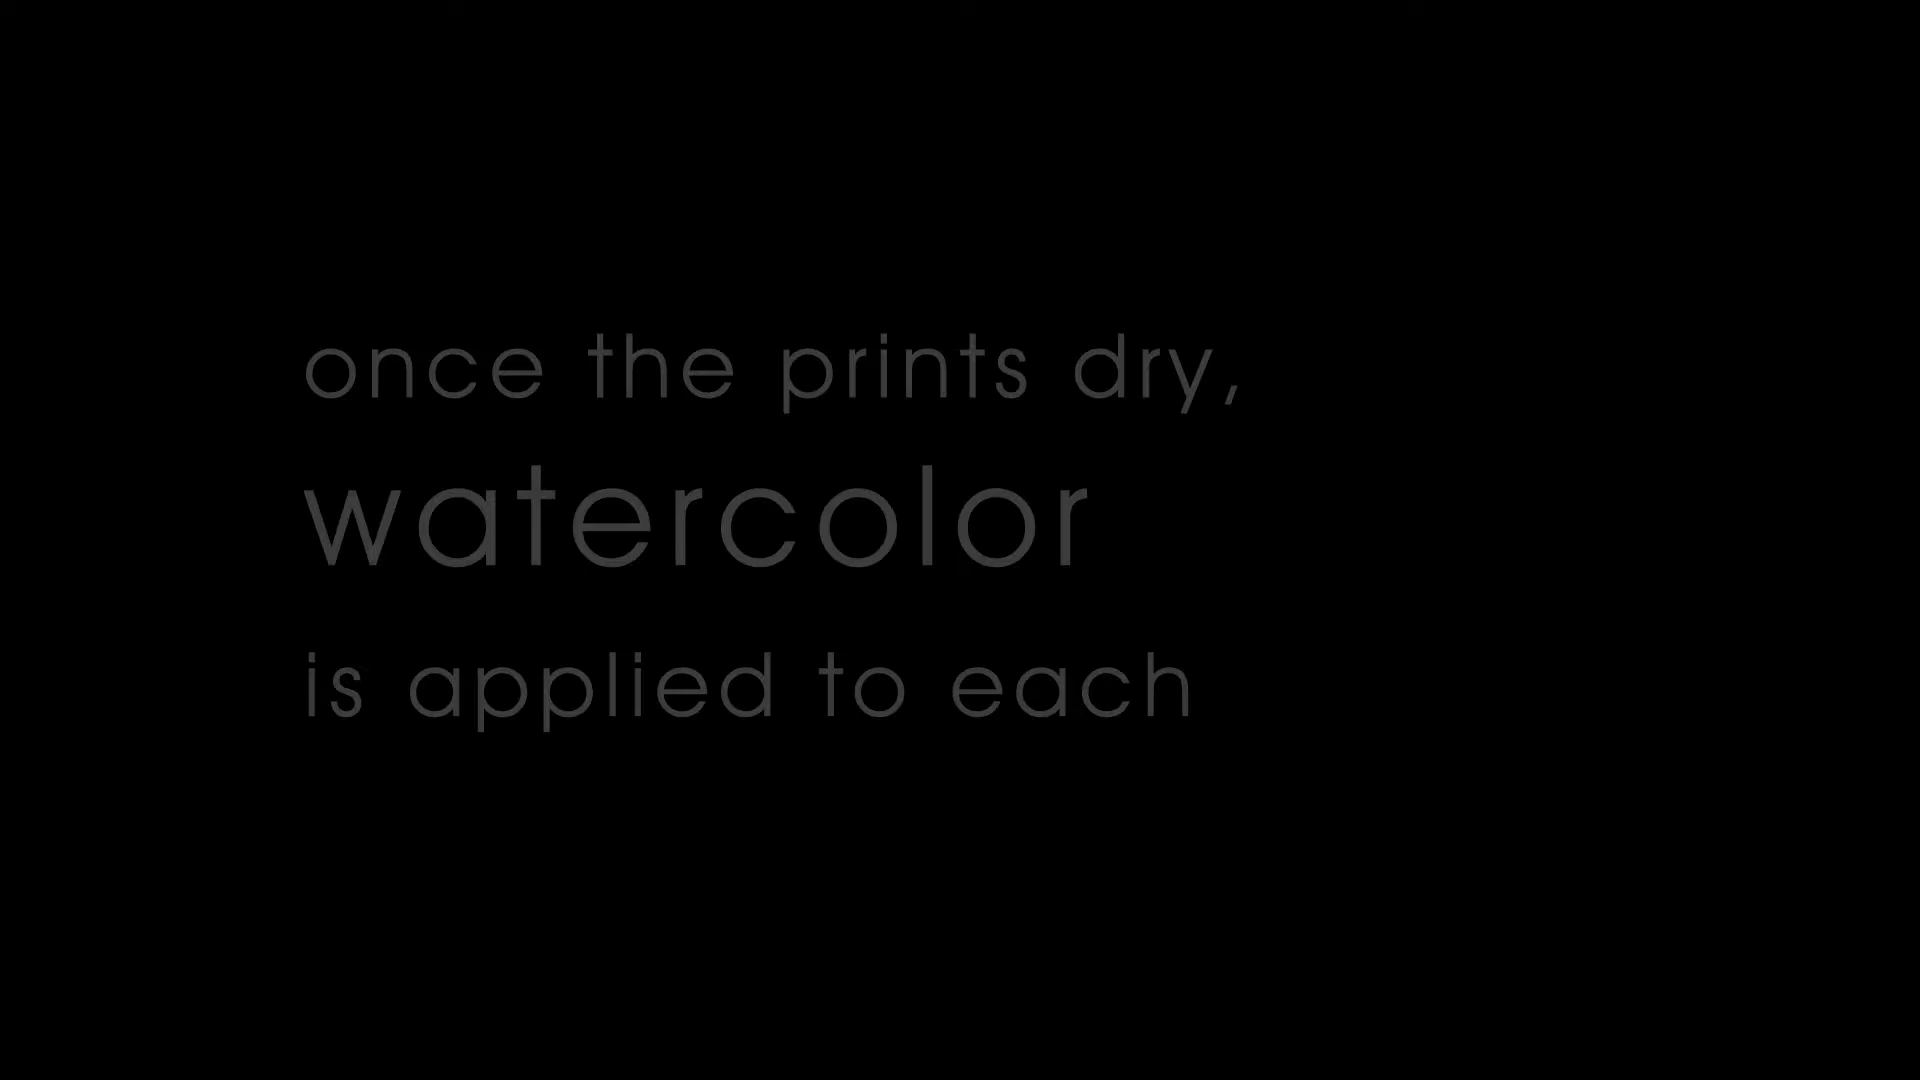 once the prints dry,
watercolor
is applied to each